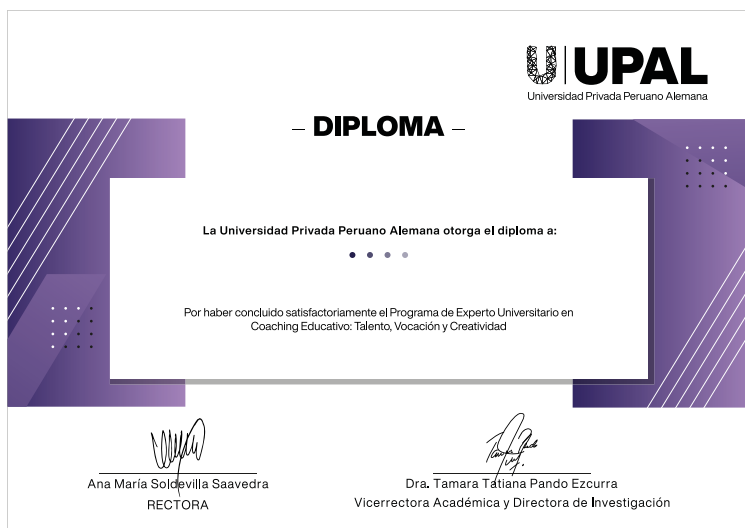 UPAL
Universidad Privada Peruano Alemana
– DIPLOMA –
La Universidad Privada Peruano Alemana otorga el diploma a:
Por haber concluido satisfactoriamente el Programa de Experto Universitario en
Coaching Educativo: Talento, Vocación y Creatividad
Ana María Soldevilla Saavedra
RECTORA
Dra. Tamara Tatiana Pando Ezcurra
Vicerrectora Académica y Directora de Investigación